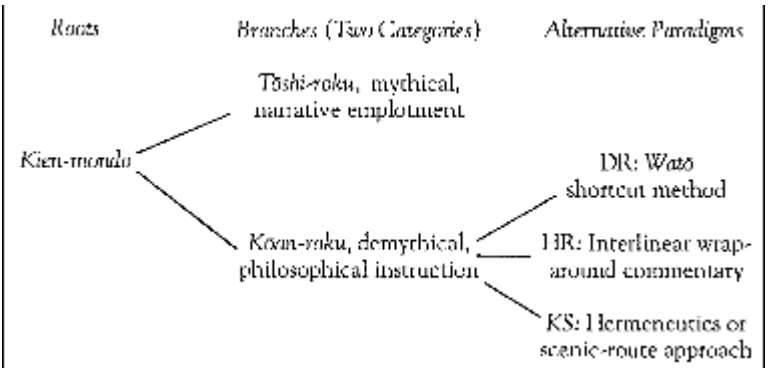 Roots Branches (Two Categories) Alternative Paradigms
Tōshi-roku, mythical,
narrative emplotment
Kien-mondo
DR: Watō
shortcut method
Kōan-roku, demythical,
philosophical instruction
HR: Interlinear wrap-
around commentary
KS: Hermeneutics or
scenic-route approach